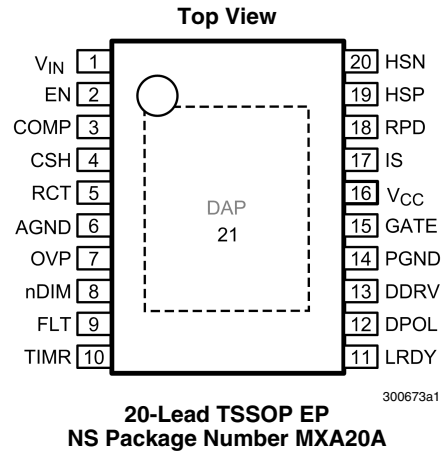 Top View
VIN 1
EN 2
COMP 3
CSH 4
RCT 5
AGND 6
OVP 7
nDIM 8
FLT 9
TIMR 10
DAP
21
20 HSN
19 HSP
18 RPD
17 IS
16 VCC
15 GATE
14 PGND
13 DDRV
12 DPOL
11 LRDY
300673a1
20-Lead TSSOP EP
NS Package Number MXA20A